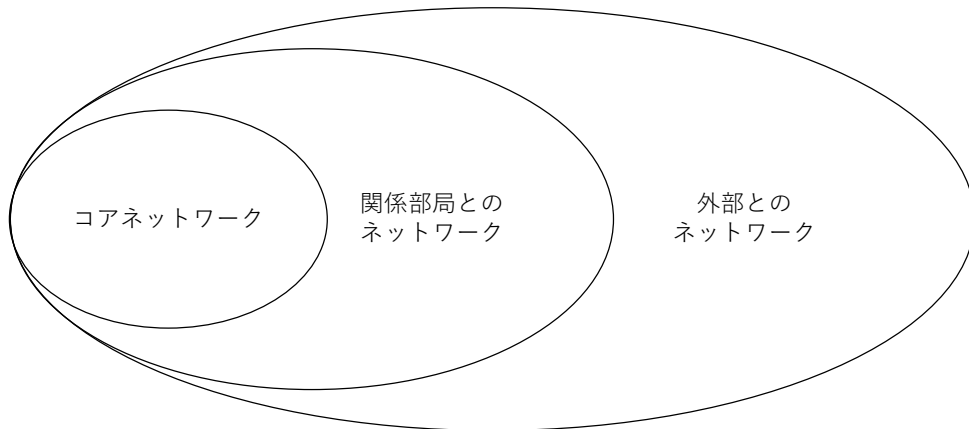 コアネットワーク
関係部局との
ネットワーク
外部との
ネットワーク